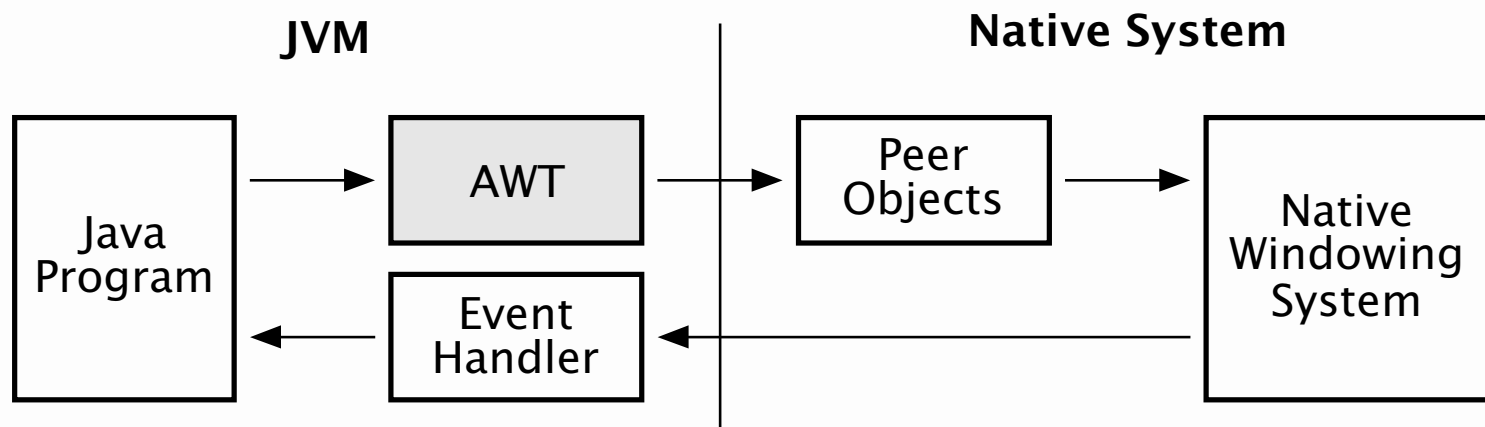 JVM
Native System
Java
Program
AWT
Event
Handler
Peer
Objects
Native
Windowing
System